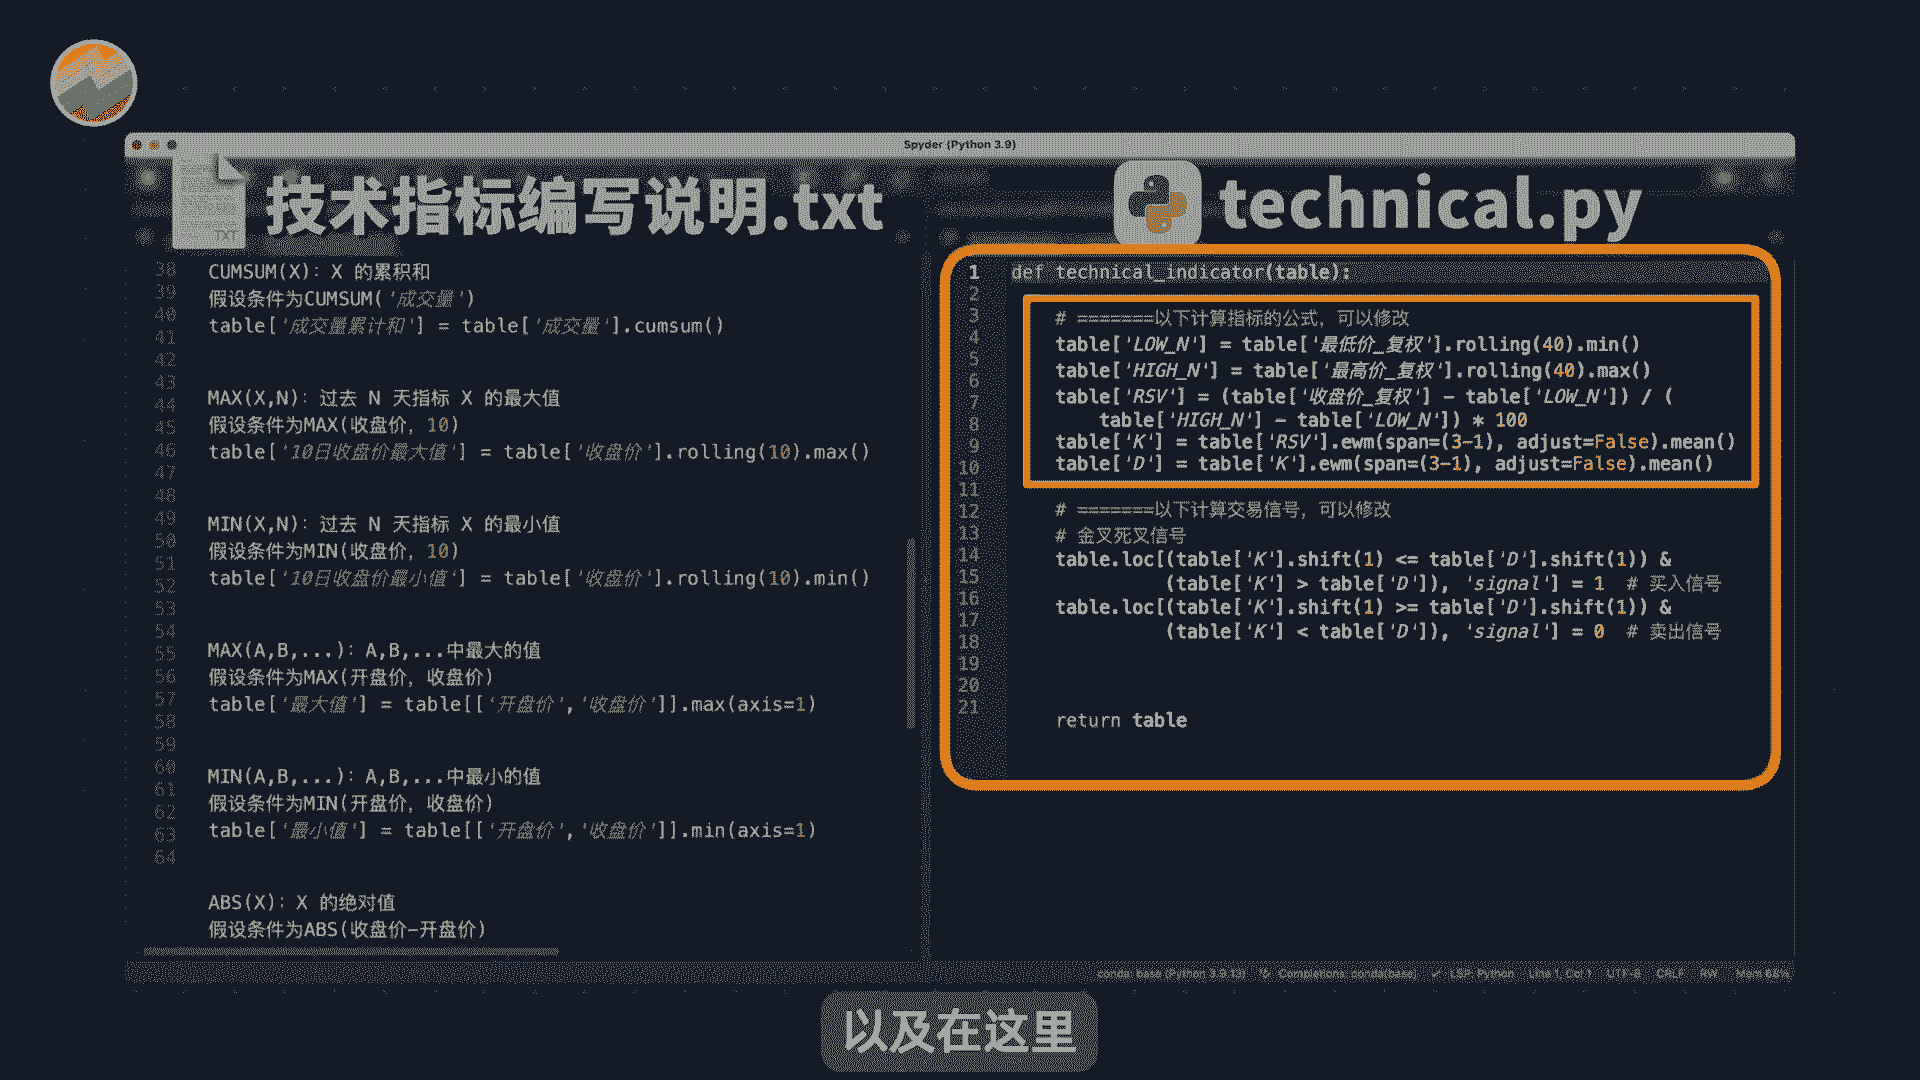 Spyder (Python 3.9)
TXT
技术指标编写说明.txt
38
39
40
41
42
43
44
45
46
47
48
49
50
51
52
53
54
55
56
57
58
59
60
61
62
63
64
CUMSUM(X): X 的累积和
假设条件为CUMSUM('成交量')
table['成交量累计和'] = table['成交量'].cumsum()
MAX(X,N): 过去 N 天指标 X 的最大值
假设条件为MAX(收盘价, 10)
table['10日收盘价最大值'] = table['收盘价'].rolling(10).max()
MIN(X,N): 过去 N 天指标 X 的最小值
假设条件为MIN(收盘价, 10)
table['10日收盘价最小值'] = table['收盘价'].rolling(10).min()
MAX(A,B,...): A,B,...中最大的值
假设条件为MAX(开盘价, 收盘价)
table['最大值'] = table[['开盘价','收盘价']].max(axis=1)
MIN(A,B,...): A,B,...中最小的值
假设条件为MIN(开盘价, 收盘价)
table['最小值'] = table[['开盘价','收盘价']].min(axis=1)
ABS(X): X 的绝对值
假设条件为ABS(收盘价-开盘价)
technical.py
1
2
3
4
5
6
7
8
9
10
11
12
13
14
15
16
17
18
19
20
21
def technical_indicator(table):
# =======以下计算指标的公式, 可以修改
table['LOW_N'] = table['最低价_复权'].rolling(40).min()
table['HIGH_N'] = table['最高价_复权'].rolling(40).max()
table['RSV'] = (table['收盘价_复权'] - table['LOW_N']) / (
table['HIGH_N'] - table['LOW_N']) * 100
table['K'] = table['RSV'].ewm(span=(3-1), adjust=False).mean()
table['D'] = table['K'].ewm(span=(3-1), adjust=False).mean()
# =======以下计算交易信号, 可以修改
# 金叉死叉信号
table.loc[(table['K'].shift(1) <= table['D'].shift(1)) &
(table['K'] > table['D']), 'signal'] = 1  # 买入信号
table.loc[(table['K'].shift(1) >= table['D'].shift(1)) &
(table['K'] < table['D']), 'signal'] = 0  # 卖出信号
return table
conda: base (Python 3.9.13) Completions: conda(base) ✓ LSP: Python Line 1, Col 1 UTF-8 CRLF RW Mem 68%
以及在这里